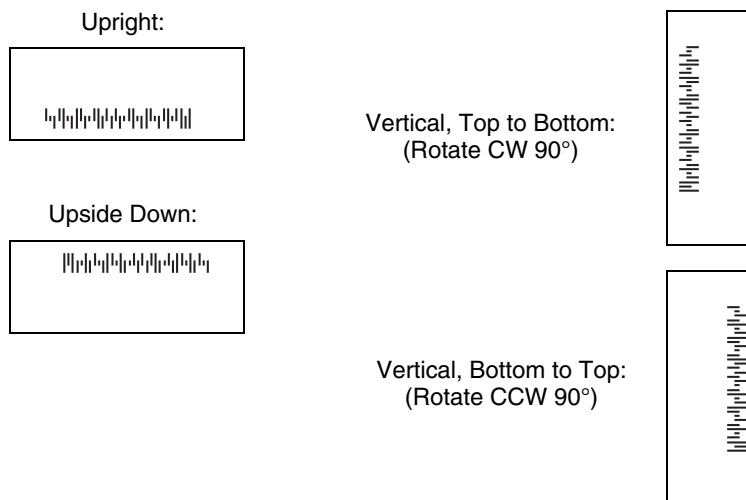 Upright:
Vertical, Top to Bottom:
(Rotate CW 90°)
Upside Down:
Vertical, Bottom to Top:
(Rotate CCW 90°)